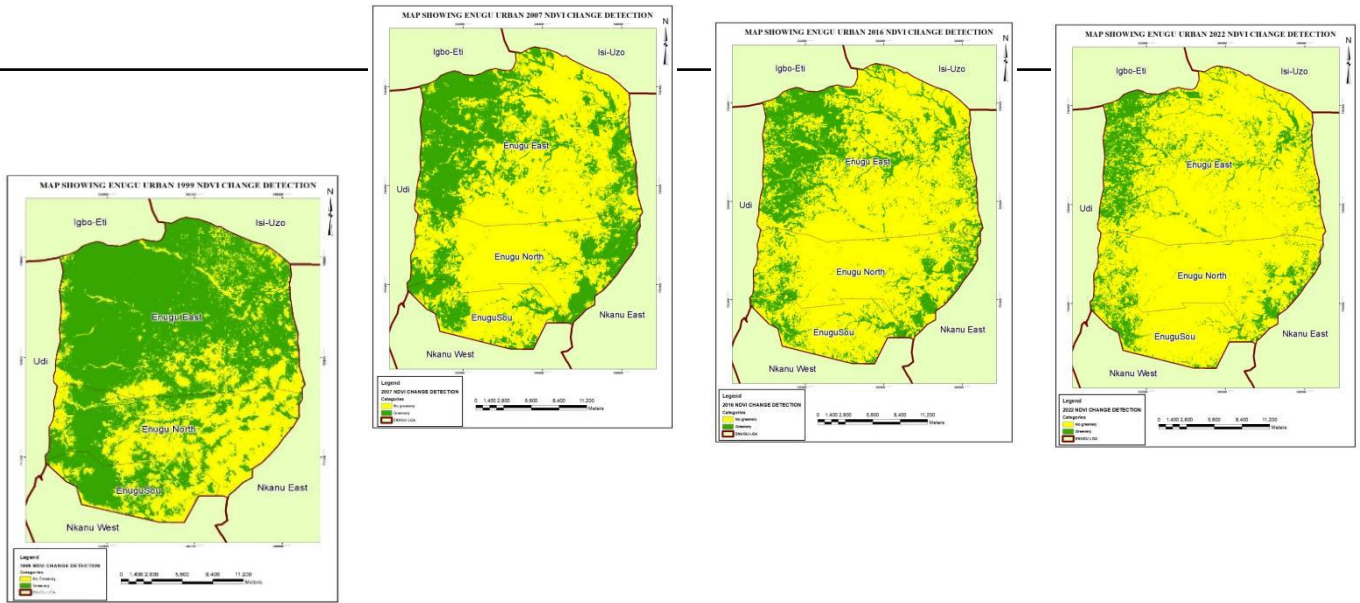 MAP SHOWING ENUGU URBAN 1999 NDVI CHANGE DETECTION
N
Igbo-Eti
Isi-Uzo
Enugu East
Udi
Enugu North
EnuguSou
Nkanu East
Nkanu West
Legend
1999 NDVI CHANGE DETECTION
Categories
No Greenery
Greenery
ENUGU LGA
0 1,400 2,800 5,600 8,400 11,200
Meters
MAP SHOWING ENUGU URBAN 2007 NDVI CHANGE DETECTION
N
Igbo-Eti
Isi-Uzo
Enugu East
Udi
Enugu North
EnuguSou
Nkanu East
Nkanu West
Legend
2007 NDVI CHANGE DETECTION
Categories
No greenery
Greenery
ENUGU LGA
0 1,400 2,800 5,600 8,400 11,200
Meters
MAP SHOWING ENUGU URBAN 2016 NDVI CHANGE DETECTION
N
Igbo-Eti
Isi-Uzo
Enugu East
Udi
Enugu North
EnuguSou
Nkanu East
Nkanu West
Legend
2016 NDVI CHANGE DETECTION
Categories
No greenery
Greenery
ENUGU LGA
0 1,400 2,800 5,600 8,400 11,200
Meters
MAP SHOWING ENUGU URBAN 2022 NDVI CHANGE DETECTION
N
Igbo-Eti
Isi-Uzo
Enugu East
Udi
Enugu North
EnuguSou
Nkanu East
Nkanu West
Legend
2022 NDVI CHANGE DETECTION
Categories
No greenery
Greenery
ENUGU LGA
0 1,400 2,800 5,600 8,400 11,200
Meters